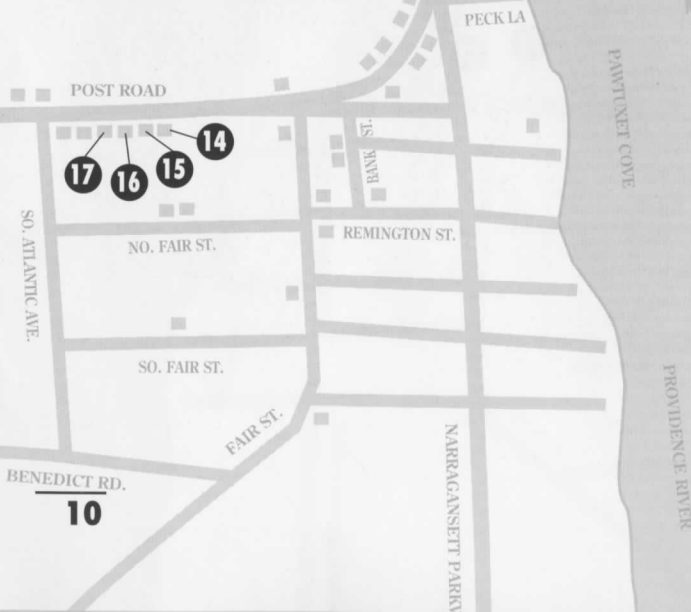 PECK LA
POST ROAD
PAWTUXET COVE
14
15
16
17
BANK ST.
NO. FAIR ST.
REMINGTON ST.
SO. ATLANTIC AVE.
SO. FAIR ST.
PROVIDENCE RIVER
FAIR ST.
NARRAGANSETT PARKW
BENEDICT RD.
10